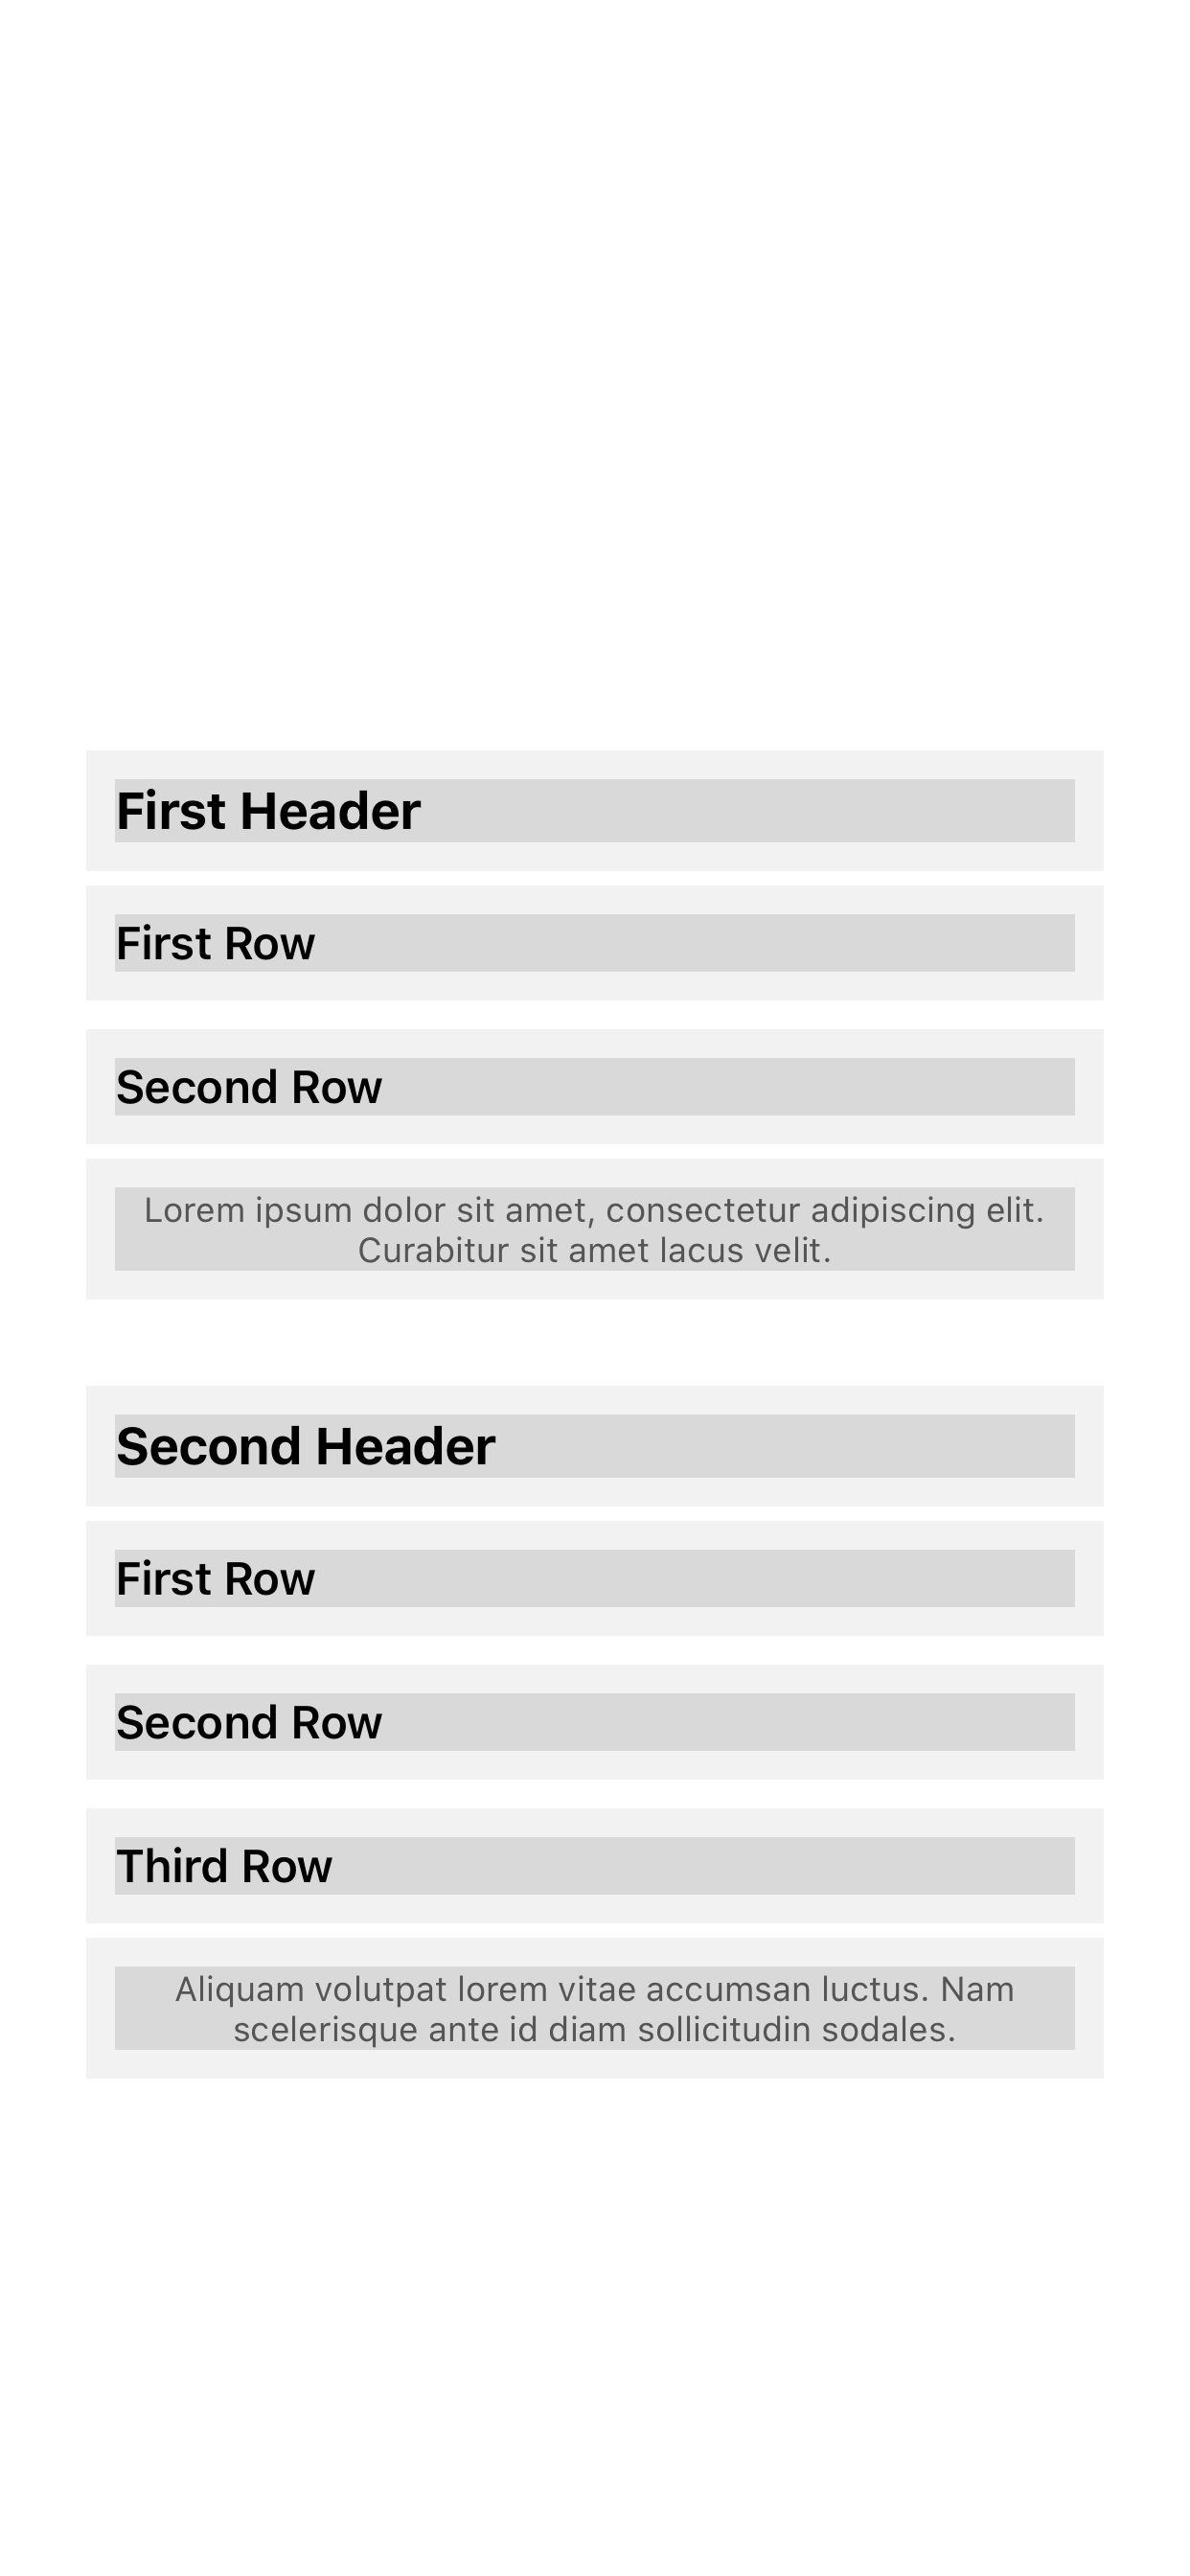 First Header
First Row
Second Row
Lorem ipsum dolor sit amet, consectetur adipiscing elit.
Curabitur sit amet lacus velit.
Second Header
First Row
Second Row
Third Row
Aliquam volutpat lorem vitae accumsan luctus. Nam
scelerisque ante id diam sollicitudin sodales.